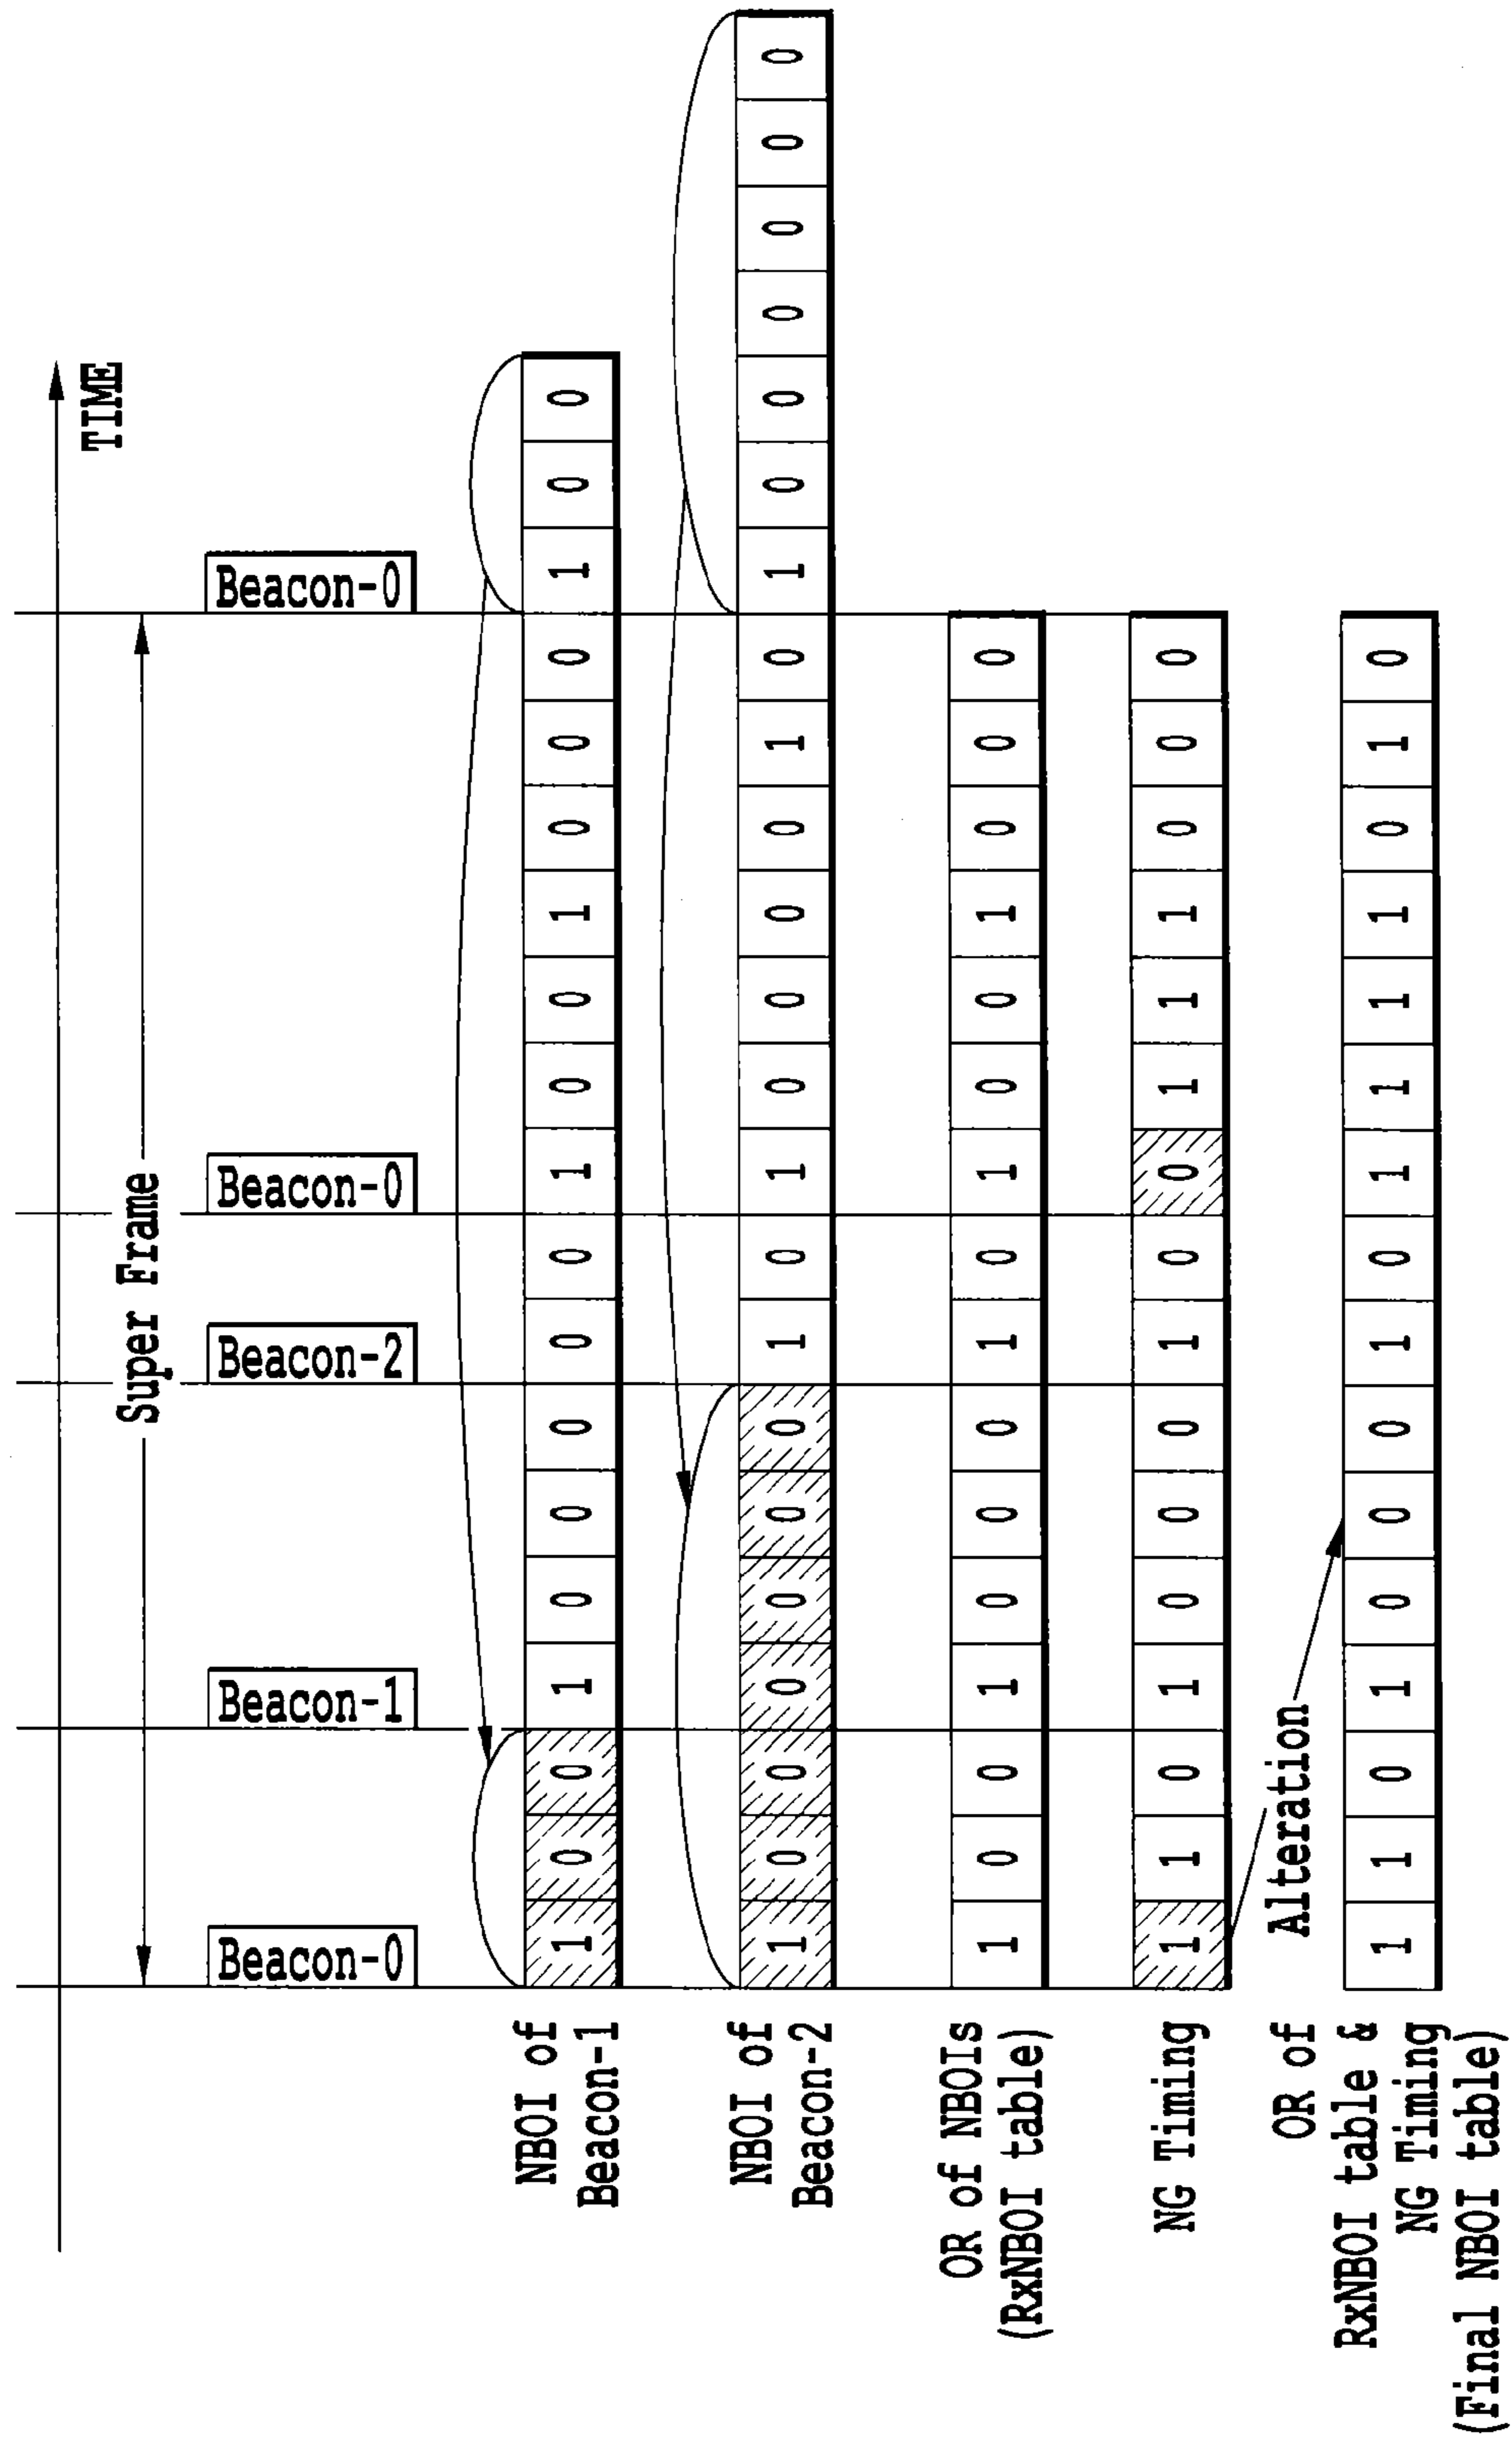 TIME
Super Frame
Beacon-0 Beacon-1 Beacon-2 Beacon-0 Beacon-0
NBOI of
Beacon-1
1 0 0 1 0 0 0 0 0 1 0 0 1 0 0 0 1 0 0
NBOI of
Beacon-2
1 0 0 0 0 0 0 1 0 1 0 0 0 0 1 0 1 0 0 0 0 0 0
OR of NBOIs
(RxNBOI table)
1 0 0 1 0 0 0 1 0 1 0 0 1 0 0 0
NG Timing
1 1 0 1 0 0 0 1 0 0 1 1 1 0 0 0
Alteration
OR of
RxNBOI table &
NG Timing
(Final NBOI table)
1 1 0 1 0 0 0 1 0 1 1 1 1 0 1 0